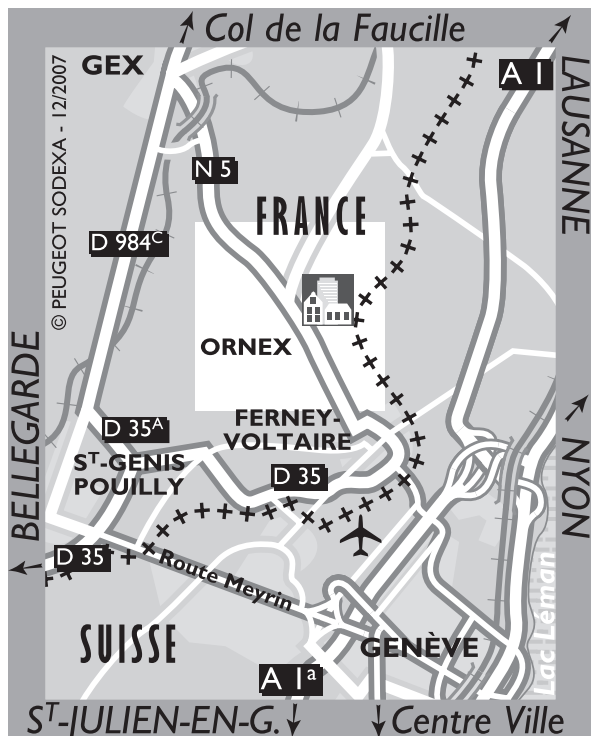 Col de la Faucille
GEX
A 1
LAUSANNE
© PEUGEOT SODEXA - 12/2007
N 5
FRANCE
D 984ᶜ
ORNEX
BELLEGARDE
D 35ᴬ
FERNEY-
VOLTAIRE
Sᵀ-GENIS
POUILLY
D 35
NYON
D 35
Route Meyrin
Lac Léman
SUISSE
GENÈVE
A 1ᵃ
Sᵀ-JULIEN-EN-G.
Centre Ville